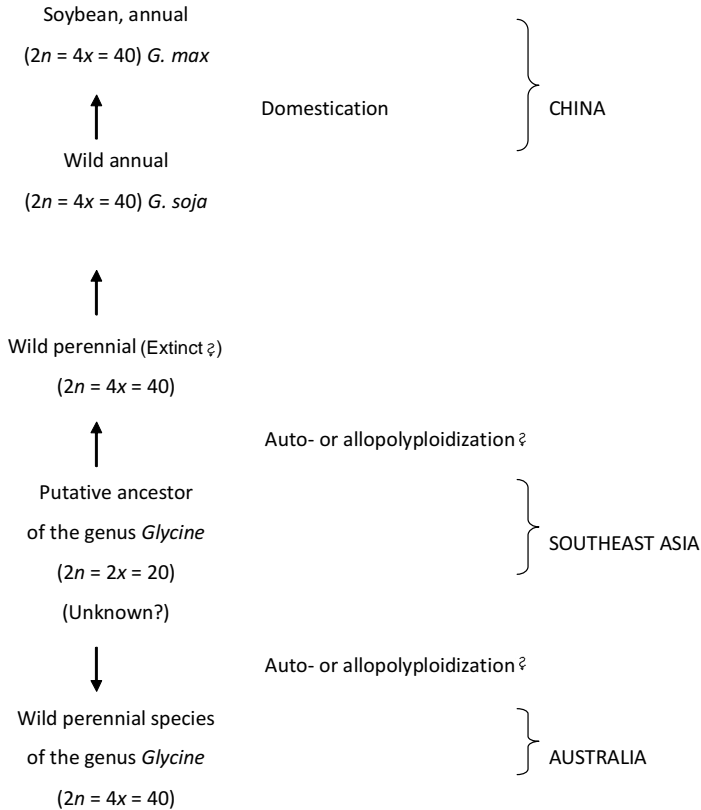 Soybean, annual
(2n = 4x = 40) G. max
Domestication
CHINA
Wild annual
(2n = 4x = 40) G. soja
Wild perennial (Extinct ?)
(2n = 4x = 40)
Auto- or allopolyploidization ?
Putative ancestor
of the genus Glycine
SOUTHEAST ASIA
(2n = 2x = 20)
(Unknown?)
Auto- or allopolyploidization ?
Wild perennial species
of the genus Glycine
AUSTRALIA
(2n = 4x = 40)